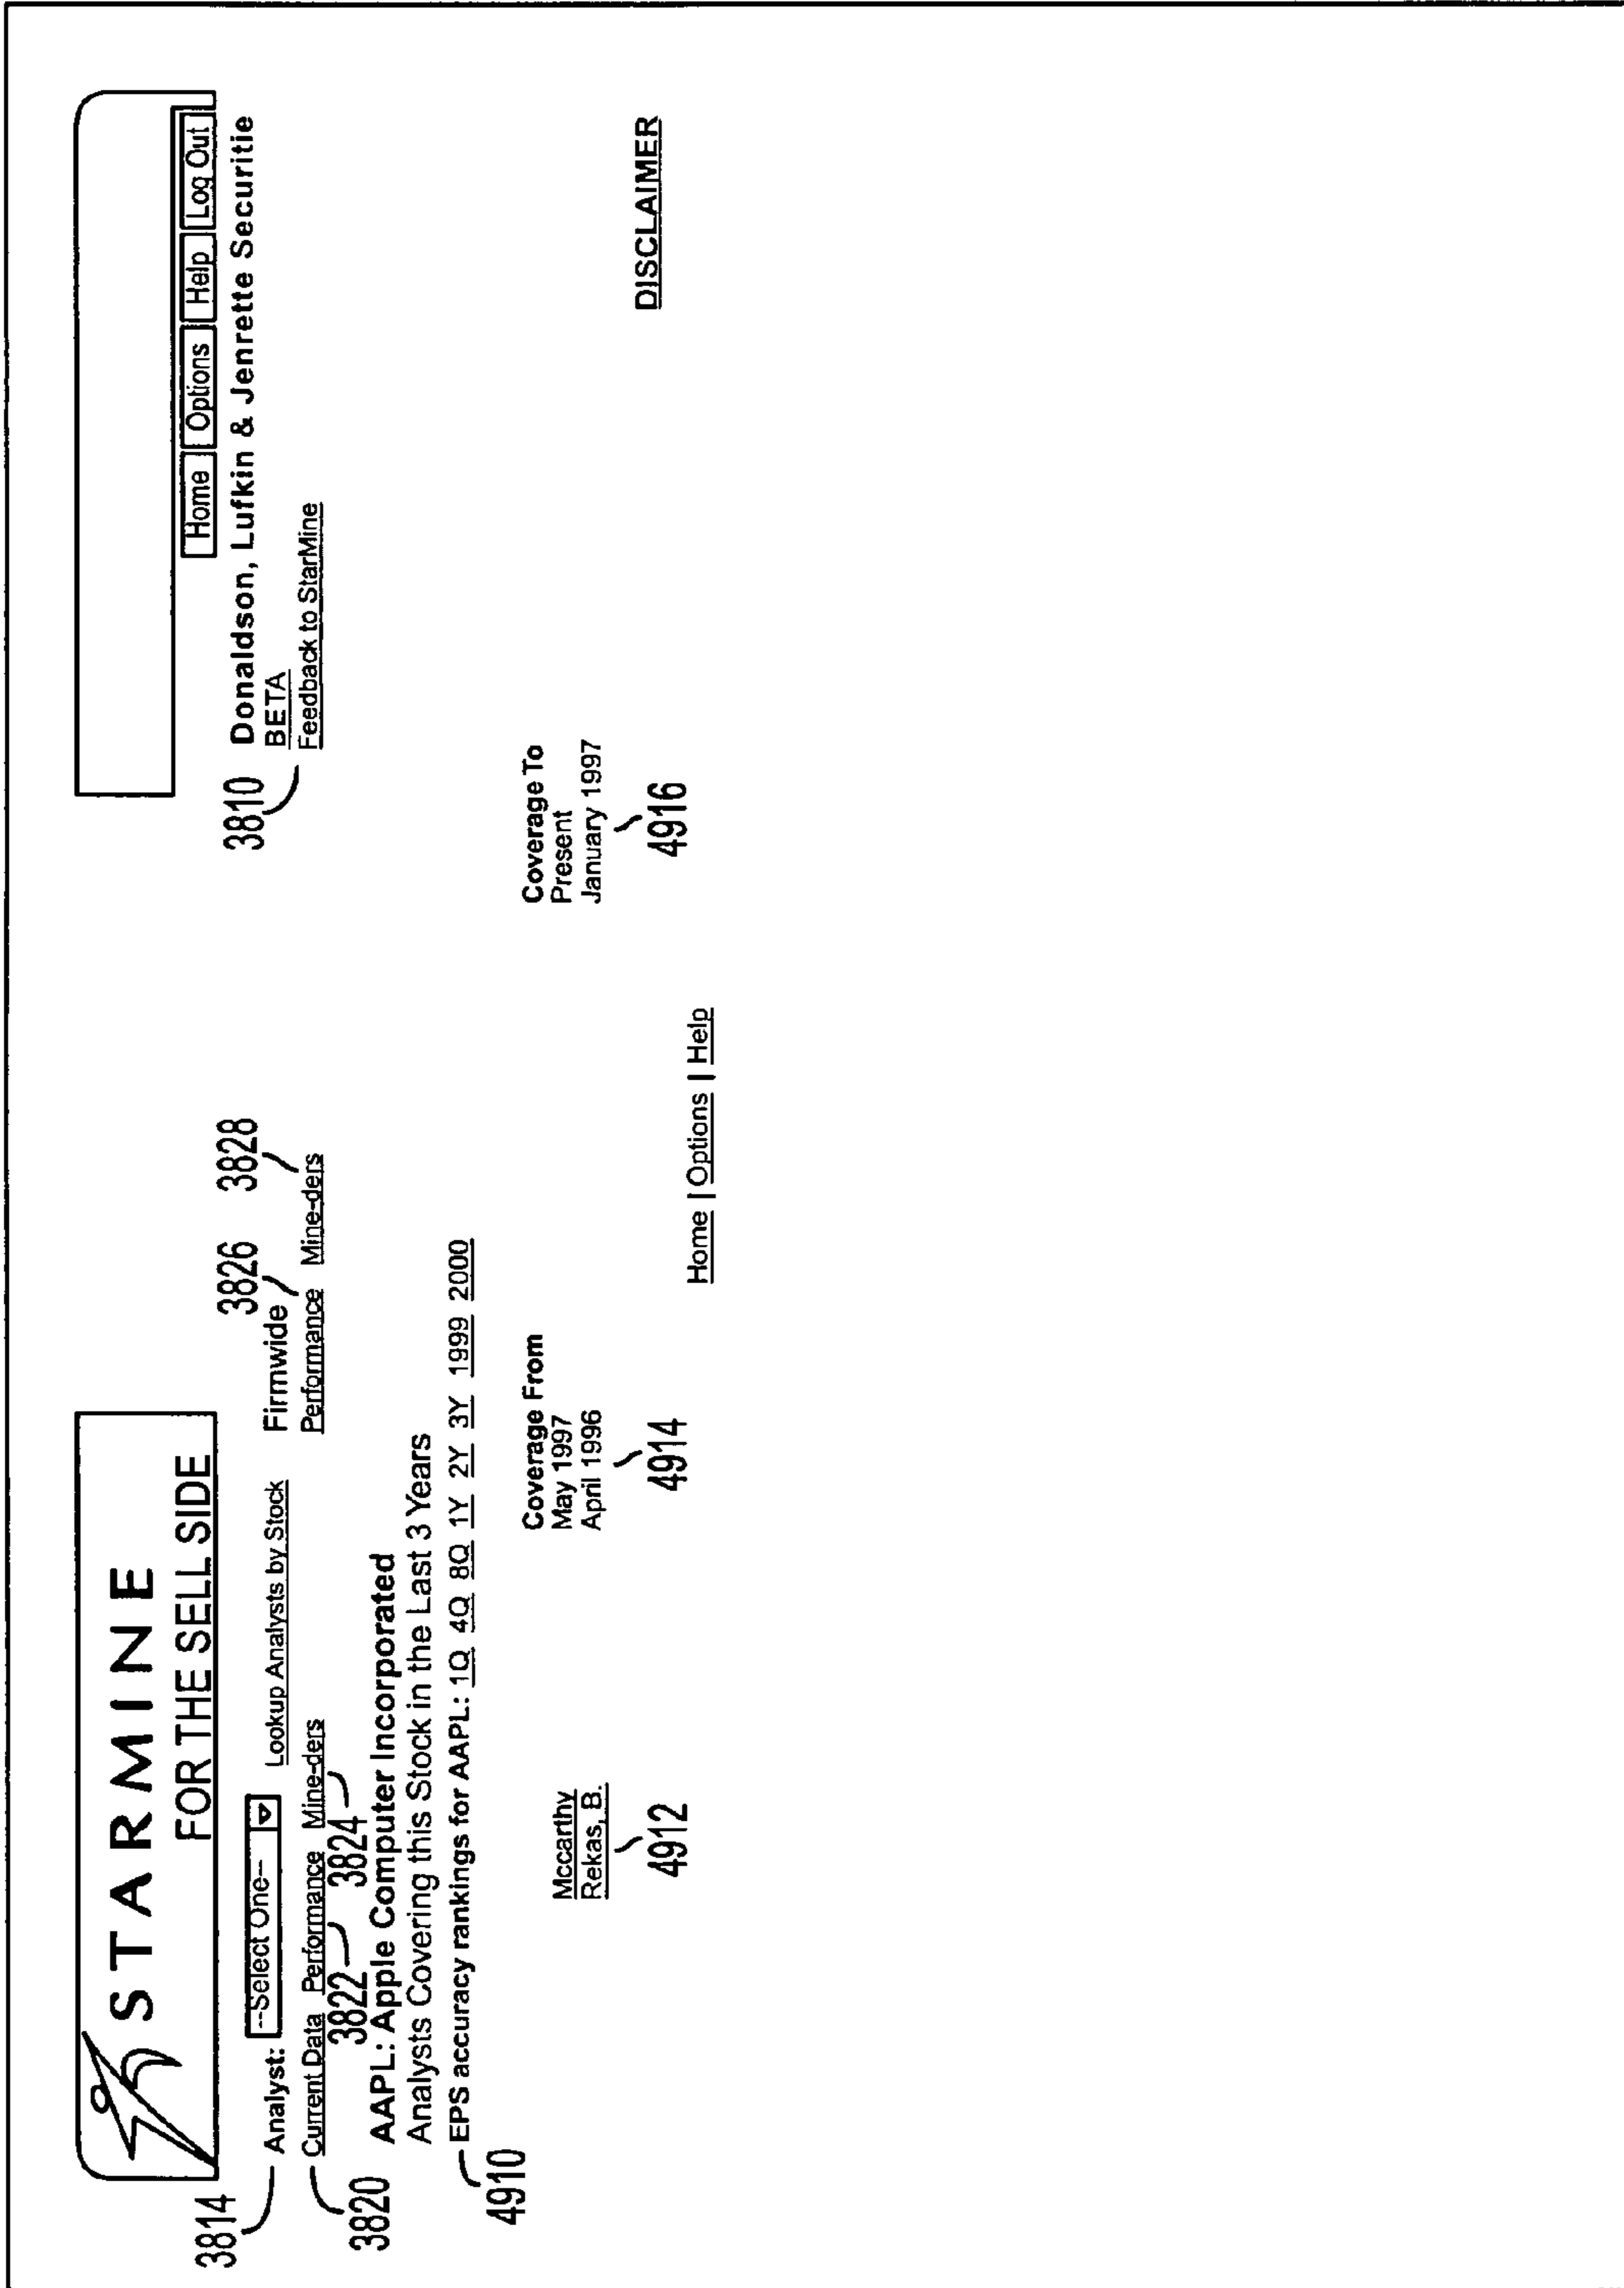 STARMINE
FOR THE SELL SIDE
Home Options Help Log Out
3814
Analyst: --Select One-- Lookup Analysts by Stock
3826 3828
Firmwide
3810
Donaldson, Lufkin & Jenrette Securitie
BETA
3820
Current Data Performance Mine-ders Performance Mine-ders
Feedback to StarMine
3822 3824
AAPL: Apple Computer Incorporated
Analysts Covering this Stock in the Last 3 Years
4910
EPS accuracy rankings for AAPL: 1Q 4Q 8Q 1Y 2Y 3Y 1999 2000
Coverage From Coverage To
Mccarthy May 1997 Present
Rekas, B. April 1996 January 1997
4912 4914 4916
DISCLAIMER
Home | Options | Help